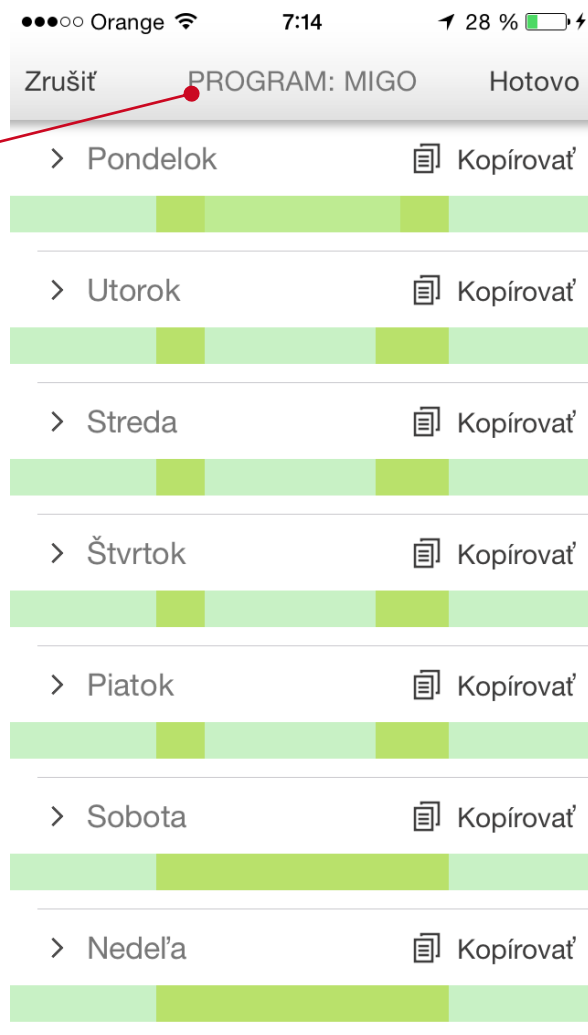 Orange 7:14 28 %
Zrušiť PROGRAM: MIGO Hotovo
Pondelok Kopírovať
Utorok Kopírovať
Streda Kopírovať
Štvrtok Kopírovať
Piatok Kopírovať
Sobota Kopírovať
Nedeľa Kopírovať